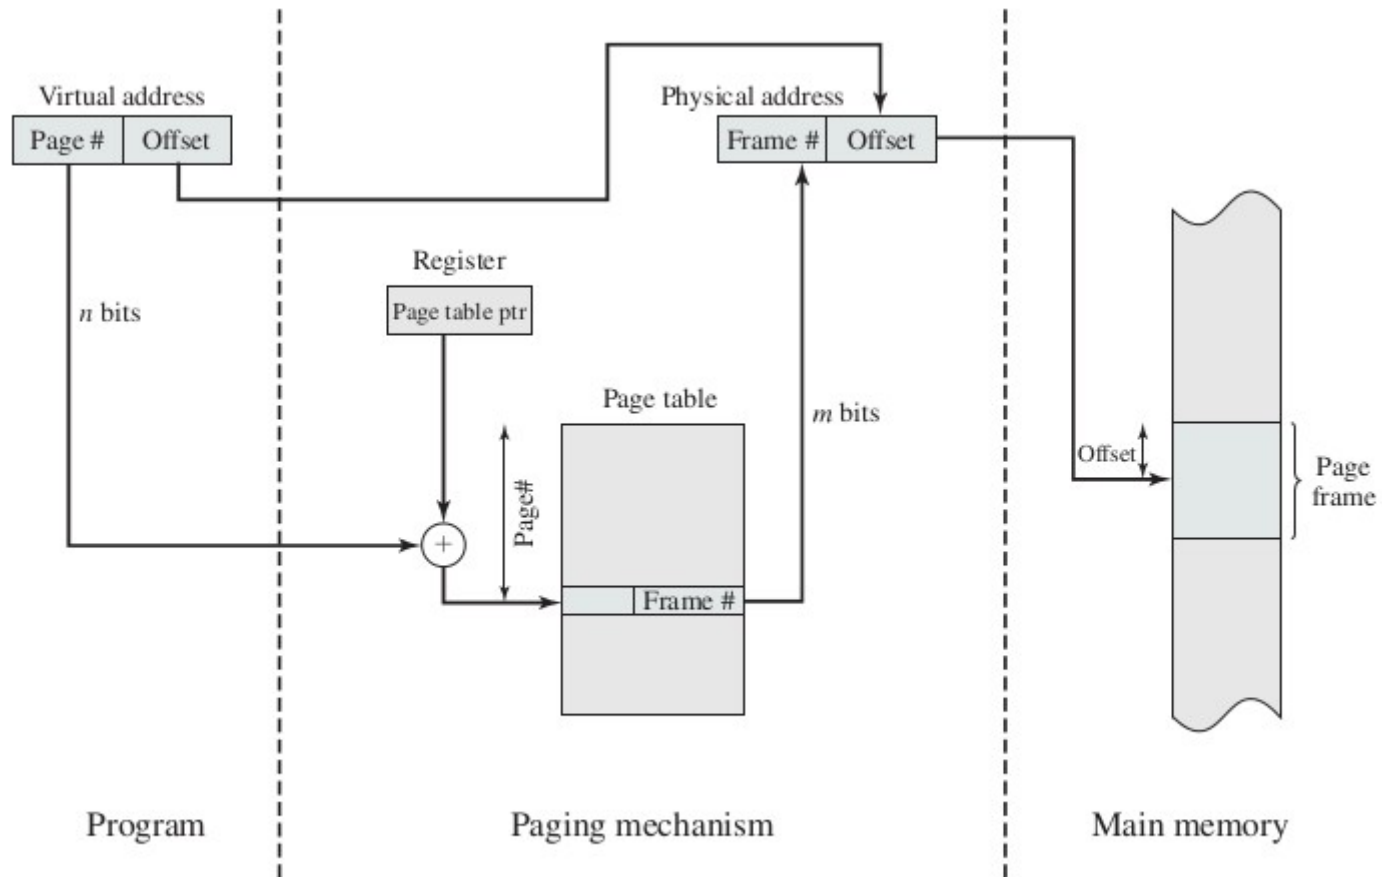 Virtual address
Page #
Offset
Physical address
Frame #
Offset
n bits
Register
Page table ptr
+
Page#
Page table
Frame #
m bits
Offset
Page
frame
Program
Paging mechanism
Main memory